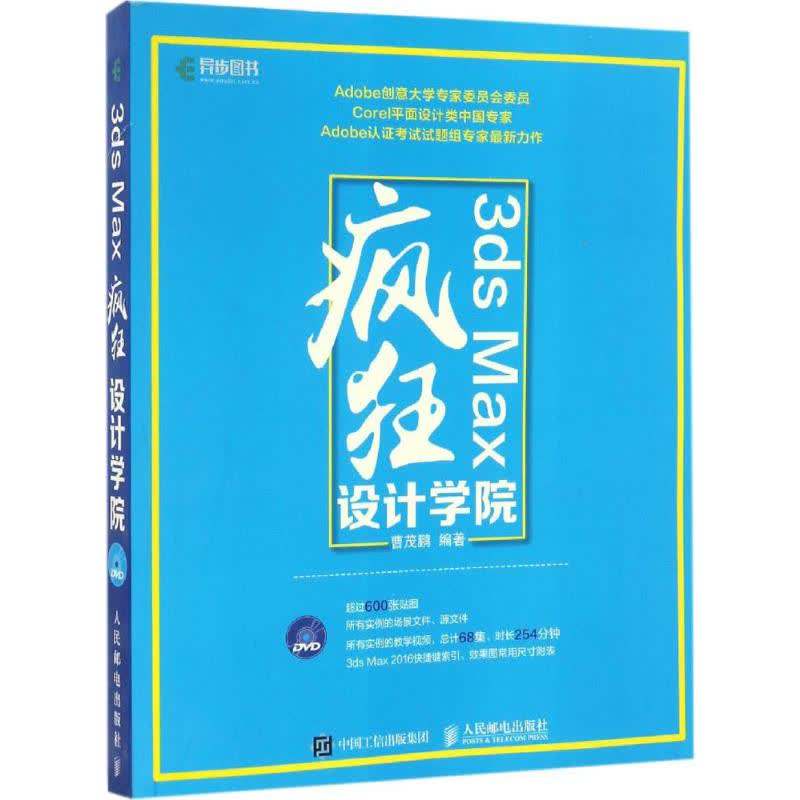 异步图书
www.epubit.com.cn
Adobe创意大学专家委员会委员
Corel平面设计类中国专家
Adobe认证考试试题组专家最新力作
3ds Max
疯狂
设计学院
曹茂鹏 编著
DVD
超过600张贴图
所有实例的场景文件、源文件
所有实例的教学视频，总计68集，时长254分钟
3ds Max 2016快捷键索引、效果图常用尺寸附表
中国工信出版集团
人民邮电出版社
POSTS & TELECOM PRESS
3ds Max 疯狂 设计学院
DVD
人民邮电出版社